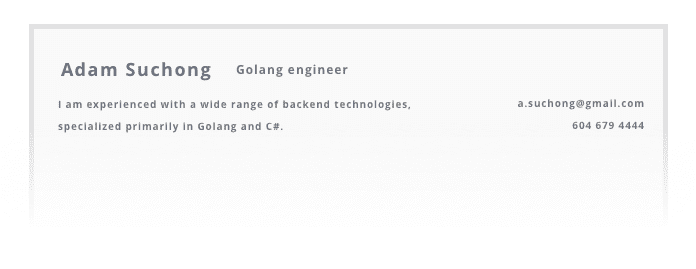 Adam Suchong Golang engineer
I am experienced with a wide range of backend technologies,
specialized primarily in Golang and C#.
a.suchong@gmail.com
604 679 4444